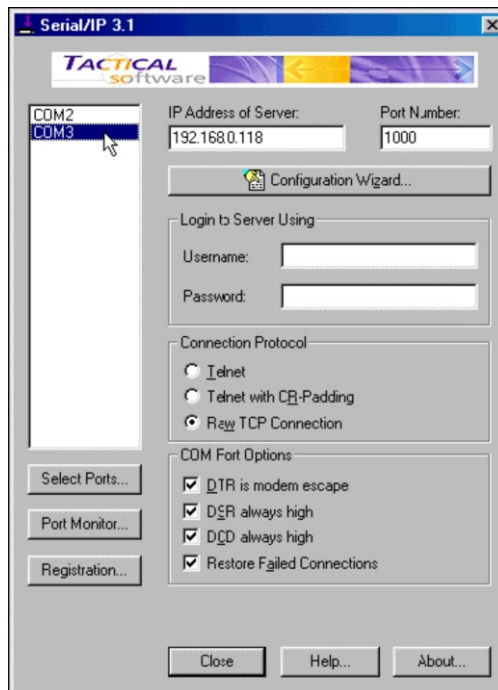 Serial/IP 3.1
TACTICAL
software
COM2
COM3
IP Address of Server:
Port Number:
192.168.0.118
1000
Configuration Wizard...
Login to Server Using
Username:
Password:
Connection Protocol
Telnet
Telnet with CR-Padding
Raw TCP Connection
COM Port Options
DTR is modem escape
DSR always high
DCD always high
Restore Failed Connections
Select Ports...
Port Monitor...
Registration...
Close
Help...
About...